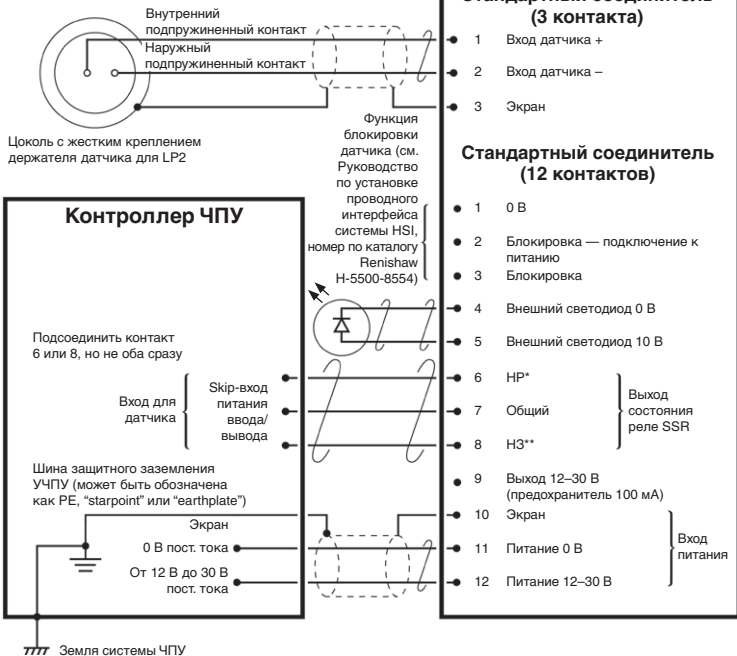 Внутренний
подпружиненный контакт
Наружный
подпружиненный контакт
Цоколь с жестким креплением
держателя датчика для LP2
Стандартный соединитель
(3 контакта)
1 Вход датчика +
2 Вход датчика –
3 Экран
Функция
блокировки
датчика (см.
Руководство
по установке
проводного
интерфейса
системы HSI,
номер по каталогу
Renishaw
H-5500-8554)
Стандартный соединитель
(12 контактов)
1 0 В
2 Блокировка — подключение к
питанию
3 Блокировка
4 Внешний светодиод 0 В
5 Внешний светодиод 10 В
6 НР*
7 Общий
8 НЗ**
Выход
состояния
реле SSR
9 Выход 12–30 В
(предохранитель 100 мА)
10 Экран
11 Питание 0 В
12 Питание 12–30 В
Вход
питания
Контроллер ЧПУ
Подсоединить контакт
6 или 8, но не оба сразу
Вход для
датчика
Skip-вход
питания
ввода/
вывода
Шина защитного заземления
УЧПУ (может быть обозначена
как PE, “starpoint” или “earthplate”)
Экран
0 В пост. тока
От 12 В до 30 В
пост. тока
Земля системы ЧПУ